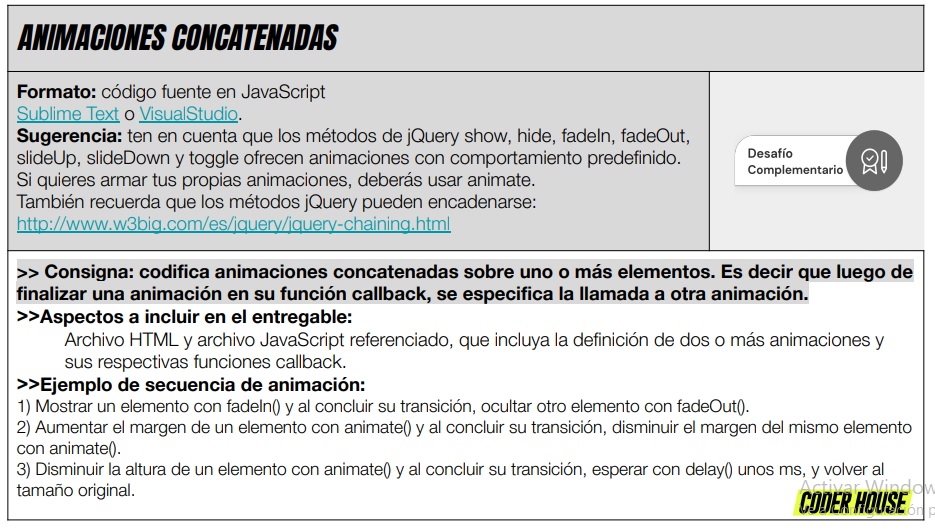 ANIMACIONES CONCATENADAS
Formato: código fuente en JavaScript
Sublime Text o VisualStudio.
Sugerencia: ten en cuenta que los métodos de jQuery show, hide, fadeIn, fadeOut,
slideUp, slideDown y toggle ofrecen animaciones con comportamiento predefinido.
Si quieres armar tus propias animaciones, deberás usar animate.
También recuerda que los métodos jQuery pueden encadenarse:
http://www.w3big.com/es/jquery/jquery-chaining.html
Desafío
Complementario
>> Consigna: codifica animaciones concatenadas sobre uno o más elementos. Es decir que luego de
finalizar una animación en su función callback, se especifica la llamada a otra animación.
>>Aspectos a incluir en el entregable:
Archivo HTML y archivo JavaScript referenciado, que incluya la definición de dos o más animaciones y
sus respectivas funciones callback.
>>Ejemplo de secuencia de animación:
1) Mostrar un elemento con fadeIn() y al concluir su transición, ocultar otro elemento con fadeOut().
2) Aumentar el margen de un elemento con animate() y al concluir su transición, disminuir el margen del mismo elemento
con animate().
3) Disminuir la altura de un elemento con animate() y al concluir su transición, esperar con delay() unos ms, y volver al
tamaño original.
Activar Window
CODER HOUSE